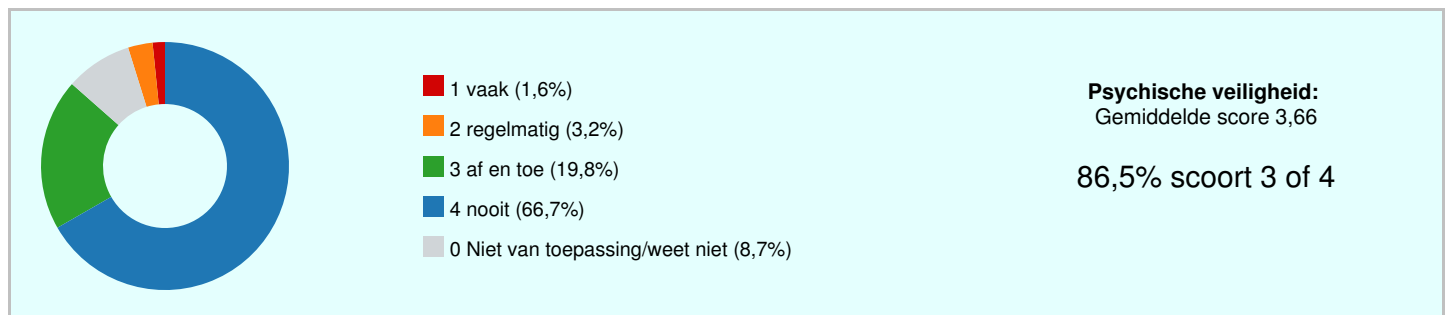 1 vaak (1,6%)
2 regelmatig (3,2%)
3 af en toe (19,8%)
4 nooit (66,7%)
0 Niet van toepassing/weet niet (8,7%)
Psychische veiligheid:
Gemiddelde score 3,66
86,5% scoort 3 of 4